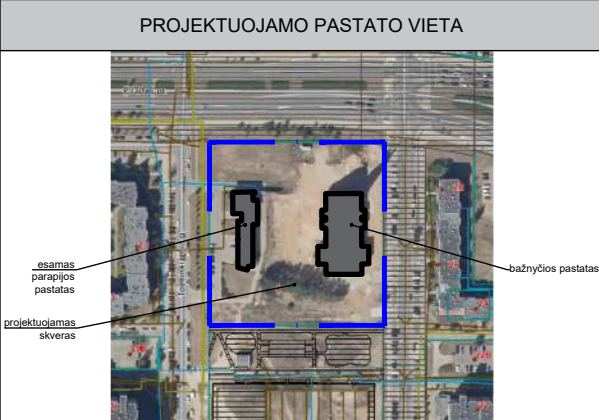 PROJEKTUOJAMO PASTATO VIETA
esamas
parapijos
pastatas
bažnyčios pastatas
projektuojamas
skveras